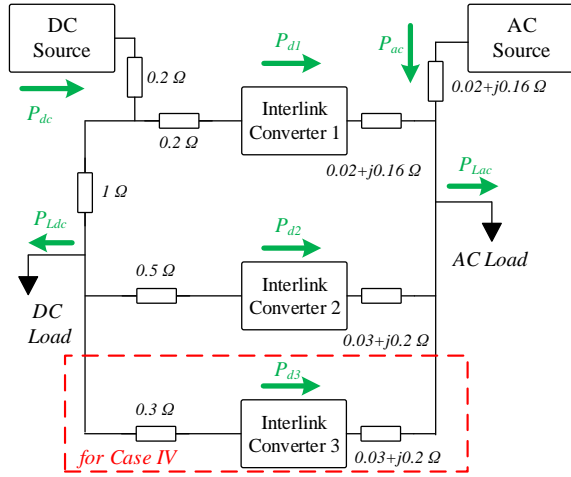 DC
Source
AC
Source
P_dc
0.2 Ω
P_d1
P_ac
0.02+j0.16 Ω
0.2 Ω
Interlink
Converter 1
0.02+j0.16 Ω
1 Ω
P_Lac
P_Ldc
AC Load
DC
Load
0.5 Ω
P_d2
Interlink
Converter 2
0.03+j0.2 Ω
P_d3
0.3 Ω
Interlink
Converter 3
0.03+j0.2 Ω
for Case IV